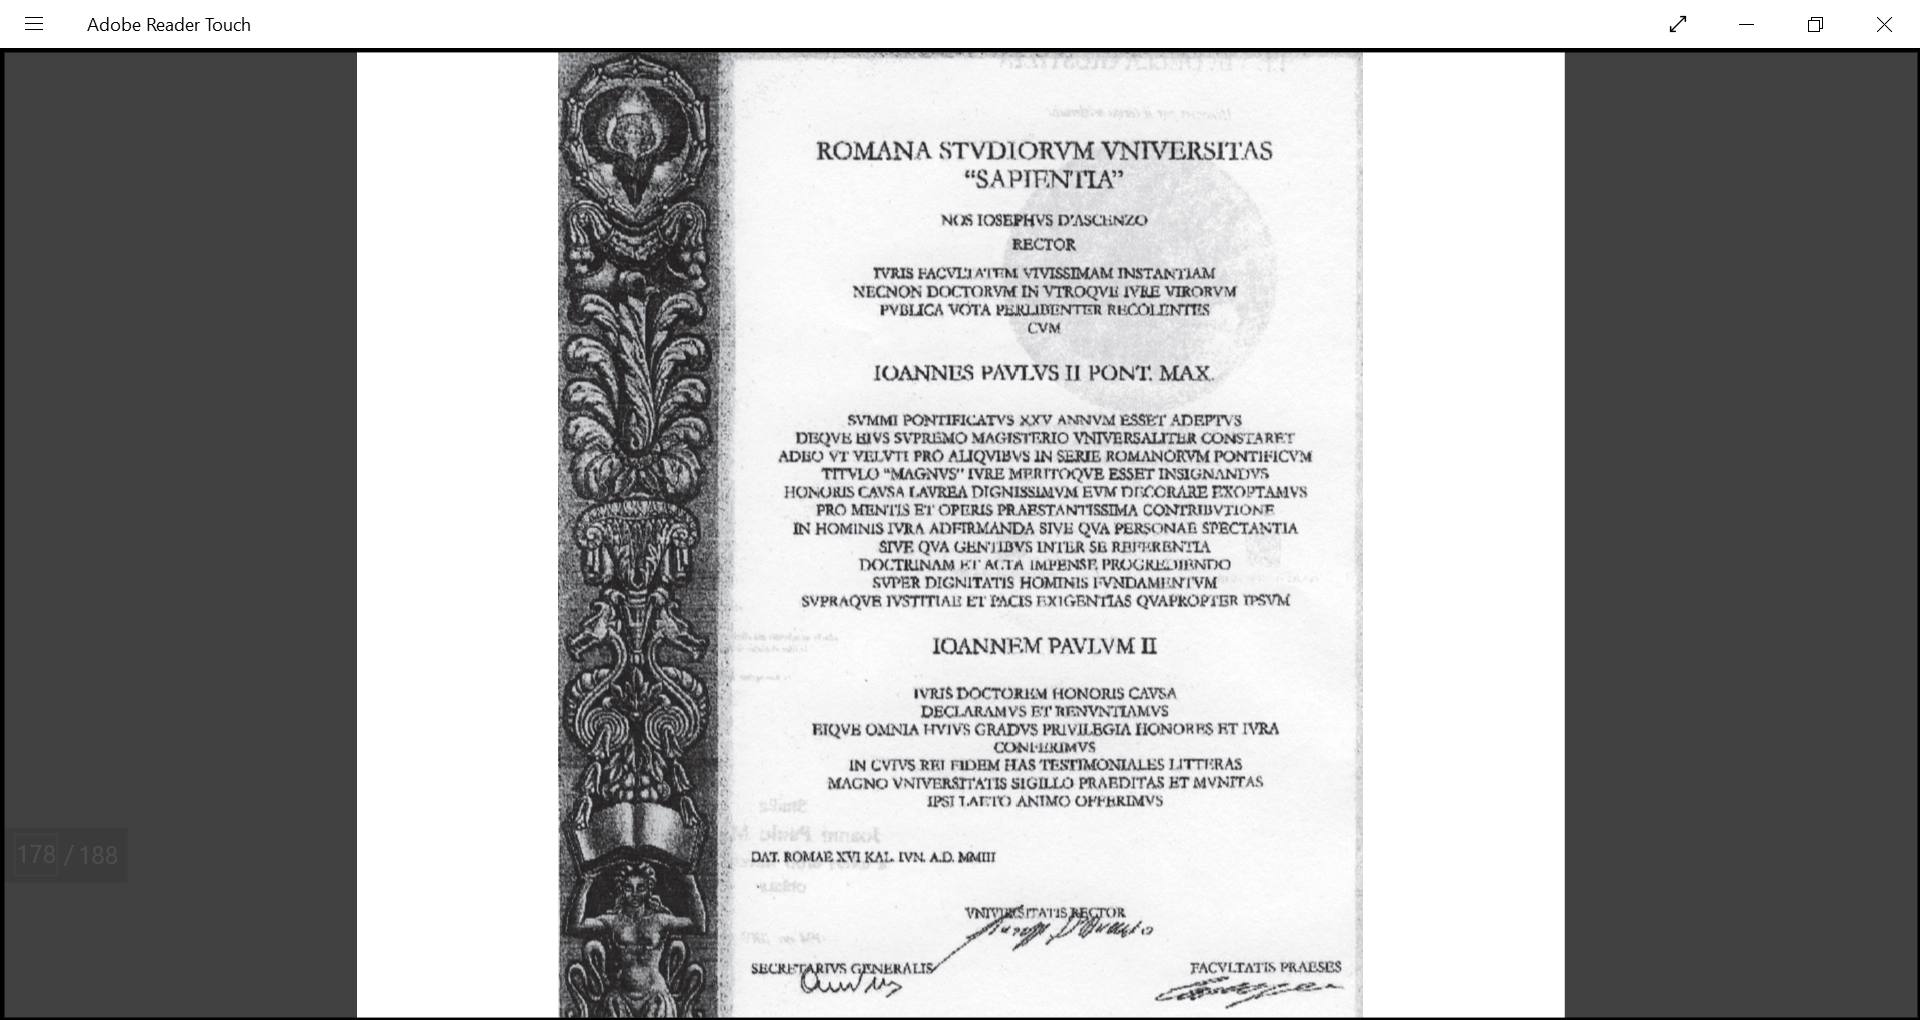 Adobe Reader Touch
ROMANA STVDIORVM VNIVERSITAS
“SAPIENTIA”
NOS IOSEPHVS D'ASCENZO
RECTOR
IVRIS FACVLTATEM VIVISSIMAM INSTANTIAM
NECNON DOCTORVM IN VTROQVE IVRE VIRORVM
PVBLICA VOTA PERLIBENTER RECOLENTES
CVM
IOANNES PAVLVS II PONT. MAX.
SVMMI PONTIFICATVS XXV ANNVM ESSET ADEPTVS
DEQVE EIVS SVPREMO MAGISTERIO VNIVERSALITER CONSTARET
ADEO VT VELVTI PRO ALIQVIBVS IN SERIE ROMANORVM PONTIFICVM
TITVLO “MAGNVS” IVRE MERITOQVE ESSET INSIGNANDVS
HONORIS CAVSA LAVREA DIGNISSIMVM EVM DECORARE EXOPTAMVS
PRO MENTIS ET OPERIS PRAESTANTISSIMA CONTRIBVTIONE
IN HOMINIS IVRA ADFIRMANDA SIVE QVA PERSONAE SPECTANTIA
SIVE QVA GENTIBVS INTER SE REFERENTIA
DOCTRINAM ET ACTA IMPENSE PROGREDIENDO
SVPER DIGNITATIS HOMINIS FVNDAMENTVM
SVPRAQVE IVSTITIAE ET PACIS EXIGENTIAS QVAPROPTER IPSVM
IOANNEM PAVLVM II
IVRIS DOCTOREM HONORIS CAVSA
DECLARAMVS ET RENVNTIAMVS
EIQVE OMNIA HVIVS GRADVS PRIVILEGIA HONORES ET IVRA
CONFERIMVS
IN CVIVS REI FIDEM HAS TESTIMONIALES LITTERAS
MAGNO VNIVERSITATIS SIGILLO PRAEDITAS ET MVNITAS
IPSI LAETO ANIMO OFFERIMVS
178 / 188
DAT. ROMAE XVI KAL. IVN. A.D. MMIII
VNIVERSITATIS RECTOR
SECRETARIVS GENERALIS
FACVLTATIS PRAESES